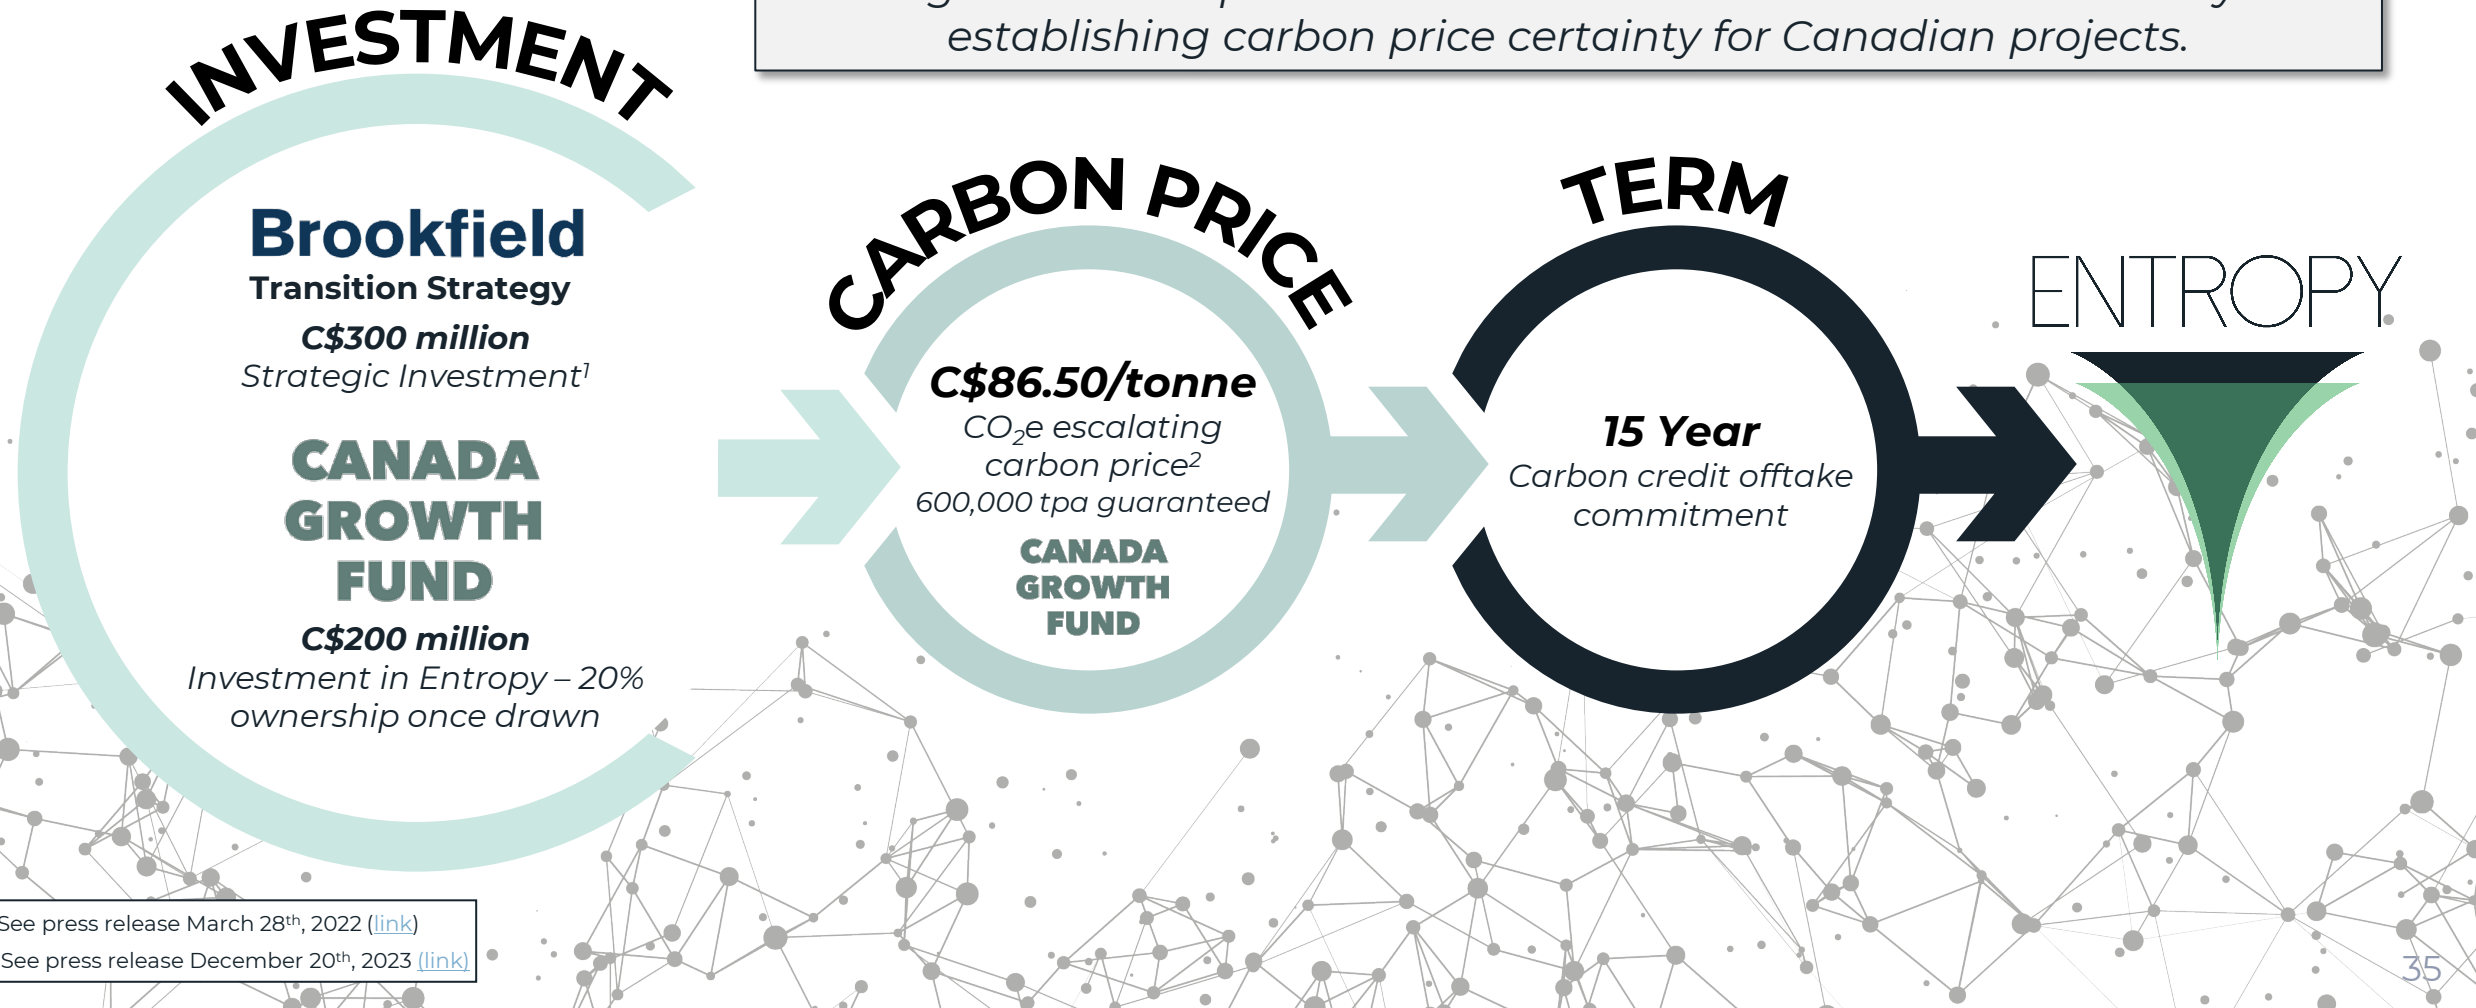 establishing carbon price certainty for Canadian projects.
INVESTMENT
Brookfield
Transition Strategy
C$300 million
Strategic Investment¹
CANADA
GROWTH
FUND
C$200 million
Investment in Entropy – 20%
ownership once drawn
CARBON PRICE
C$86.50/tonne
CO₂e escalating
carbon price²
600,000 tpa guaranteed
CANADA
GROWTH
FUND
TERM
15 Year
Carbon credit offtake
commitment
ENTROPY
See press release March 28th, 2022 (link)
See press release December 20th, 2023 (link)
35